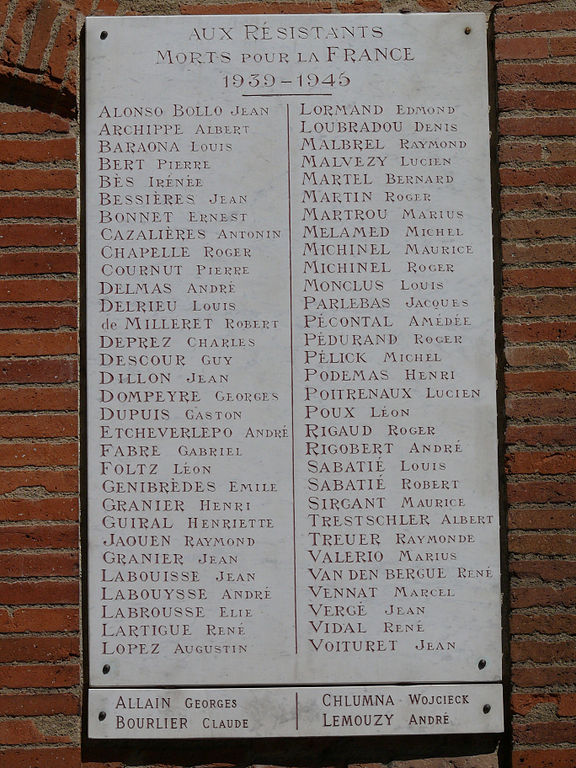 AUX RÉSISTANTS
MORTS POUR LA FRANCE
1939-1945
ALONSO BOLLO JEAN
ARCHIPPE ALBERT
BARAONA LOUIS
BERT PIERRE
BÈS IRÉNÉE
BESSIÈRES JEAN
BONNET ERNEST
CAZALIÈRES ANTONIN
CHAPELLE ROGER
COURNUT PIERRE
DELMAS ANDRÉ
DELRIEU LOUIS
de MILLERET ROBERT
DEPREZ CHARLES
DESCOUR GUY
DILLON JEAN
DOMPEYRE GEORGES
DUPUIS GASTON
ETCHEVERLEPO ANDRÉ
FABRE GABRIEL
FOLTZ LÉON
GENIBRÈDES EMILE
GRANIER HENRI
GUIRAL HENRIETTE
JAOUEN RAYMOND
GRANIER JEAN
LABOUISSE JEAN
LABOUYSSE ANDRÉ
LABROUSSE ELIE
LARTIGUE RENÉ
LOPEZ AUGUSTIN
LORMAND EDMOND
LOUBRADOU DENIS
MALBREL RAYMOND
MALVEZY LUCIEN
MARTEL BERNARD
MARTIN ROGER
MARTROU MARIUS
MELAMED MICHEL
MICHINEL MAURICE
MICHINEL ROGER
MONCLUS LOUIS
PARLEBAS JACQUES
PÉCONTAL AMÉDÉE
PÉDURAND ROGER
PÉLICK MICHEL
PODEMAS HENRI
POITRENAUX LUCIEN
POUX LÉON
RIGAUD ROGER
RIGOBERT ANDRÉ
SABATIÉ LOUIS
SABATIÉ ROBERT
SIRGANT MAURICE
TRESTSCHLER ALBERT
TREUER RAYMONDE
VALERIO MARIUS
VAN DEN BERGUE RENÉ
VENNAT MARCEL
VERGÉ JEAN
VIDAL RENÉ
VOITURET JEAN
ALLAIN GEORGES
BOURLIER CLAUDE
CHLUMNA WOJCIECK
LEMOUZY ANDRÉ